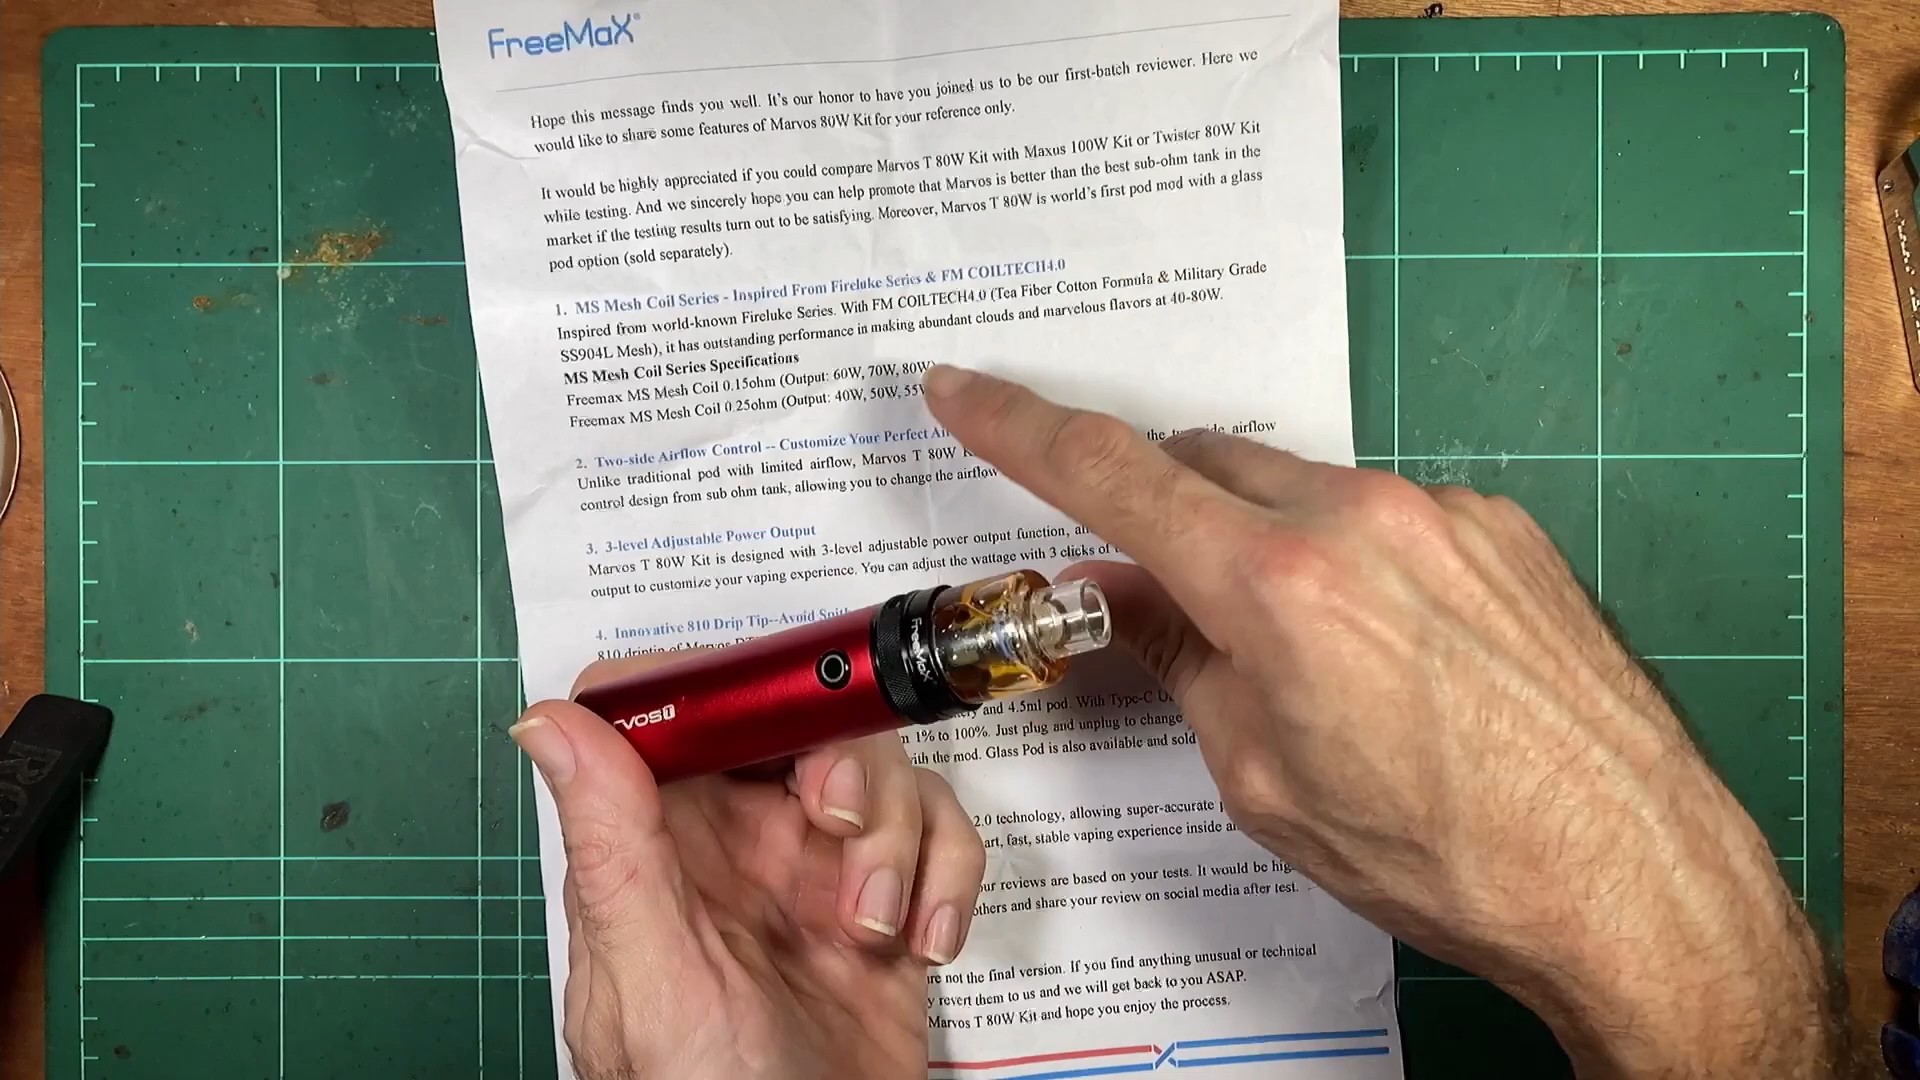 FreeMaX®
Hope this message finds you well. It's our honor to have you joined us to be our first-batch reviewer. Here we
would like to share some features of Marvos 80W Kit for your reference only.
It would be highly appreciated if you could compare Marvos T 80W Kit with Maxus 100W Kit or Twister 80W Kit
while testing. And we sincerely hope you can help promote that Marvos is better than the best sub-ohm tank in the
market if the testing results turn out to be satisfying. Moreover, Marvos T 80W is world's first pod mod with a glass
pod option (sold separately).
1. MS Mesh Coil Series - Inspired From Fireluke Series & FM COILTECH4.0
Inspired from world-known Fireluke Series. With FM COILTECH4.0 (Tea Fiber Cotton Formula & Military Grade
SS904L Mesh), it has outstanding performance in making abundant clouds and marvelous flavors at 40-80W.
MS Mesh Coil Series Specifications
Freemax MS Mesh Coil 0.15ohm (Output: 60W, 70W, 80W)
Freemax MS Mesh Coil 0.25ohm (Output: 40W, 50W, 55W
2. Two-side Airflow Control -- Customize Your Perfect Air
Unlike traditional pod with limited airflow, Marvos T 80W the airflow
control design from sub ohm tank, allowing you to change the airflow
3. 3-level Adjustable Power Output
Marvos T 80W Kit is designed with 3-level adjustable power output function,
output to customize your vaping experience. You can adjust the wattage with 3 clicks of
4. Innovative 810 Drip Tip--Avoid
810 driptip of Marvos
and 4.5ml pod. With Type-C
1% to 100%. Just plug and unplug to change
with the mod. Glass Pod is also available and sold
2.0 technology, allowing super-accurate
art, fast, stable vaping experience inside
our reviews are based on your tests. It would be
others and share your review on social media after test.
are not the final version. If you find anything unusual or technical
revert them to us and we will get back to you ASAP.
Marvos T 80W Kit and hope you enjoy the process.
FreeMaX
VOS T